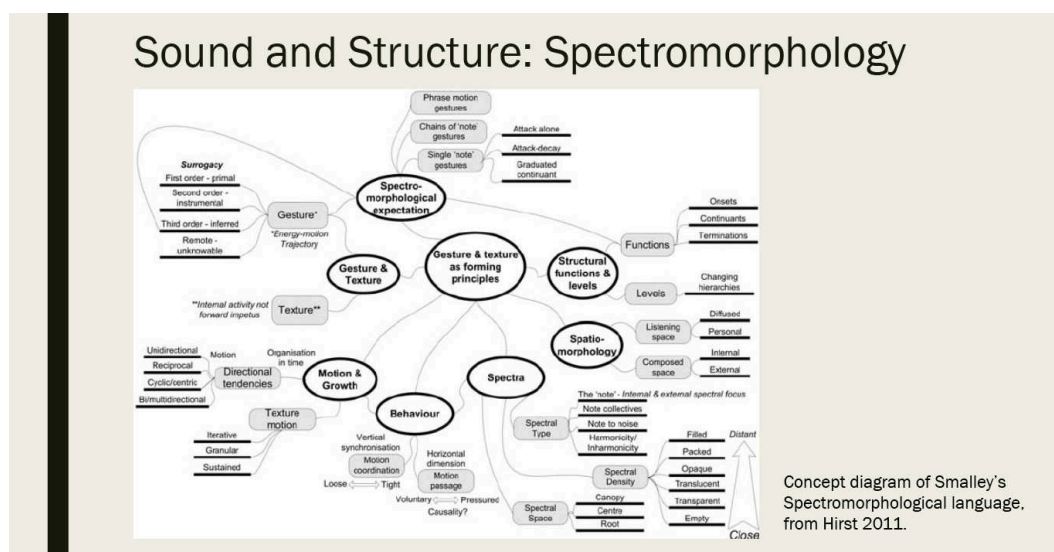 Sound and Structure: Spectromorphology
Phrase motion
gestures
Chains of 'note'
gestures
Single 'note'
gestures
Attack alone
Attack-decay
Graduated
continuant
Spectro-
morphological
expectation
Surrogacy
First order - primal
Second order -
instrumental
Third order - inferred
Remote -
unknowable
Gesture*
*Energy-motion
Trajectory
Gesture &
Texture
**Internal activity not
forward impetus
Texture**
Gesture & texture
as forming
principles
Structural
functions &
levels
Functions
Onsets
Continuants
Terminations
Levels
Changing
hierarchies
Spatio-
morphology
Listening
space
Diffused
Personal
Composed
space
Internal
External
Motion &
Growth
Organisation
in time
Motion
Directional
tendencies
Unidirectional
Reciprocal
Cyclic/centric
Bi/multidirectional
Texture
motion
Iterative
Granular
Sustained
Behaviour
Vertical
synchronisation
Motion
coordination
Loose
Tight
Horizontal
dimension
Motion
passage
Voluntary
Pressured
Causality?
Spectra
Spectral
Type
The 'note' - Internal & external spectral focus
Note collectives
Note to noise
Harmonicity/
Inharmonicity
Spectral
Density
Filled
Packed
Opaque
Translucent
Transparent
Empty
Distant
Close
Spectral
Space
Canopy
Centre
Root
Concept diagram of Smalley's
Spectromorphological language,
from Hirst 2011.